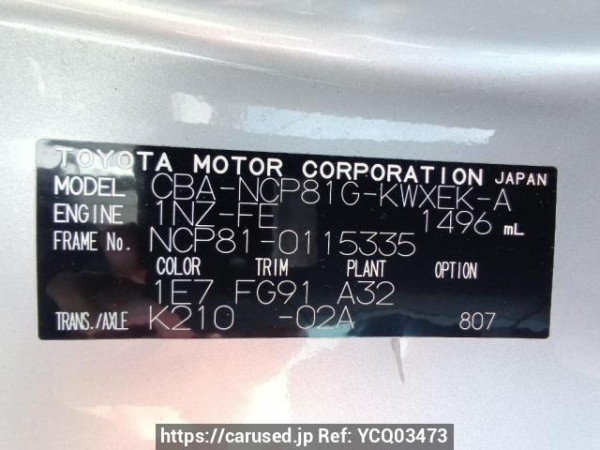 TOYOTA MOTOR CORPORATION JAPAN
MODEL CBA-NCP81G-KWXEK-A
ENGINE 1NZ-FE 1496 mL
FRAME No. NCP81-0115335
COLOR TRIM PLANT OPTION
1E7 FG91 A32
TRANS./AXLE K210 -02A 807
https://carused.jp Ref: YCQ03473